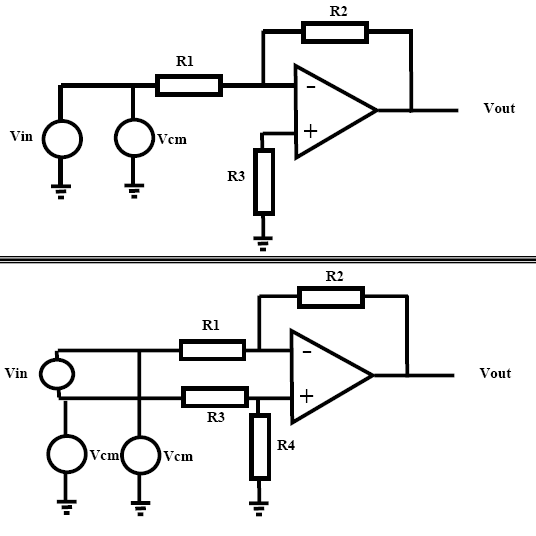 R2
R1
-
Vin
Vcm
+
Vout
R3
R2
R1
-
Vin
Vout
+
R3
R4
Vcm
Vcm